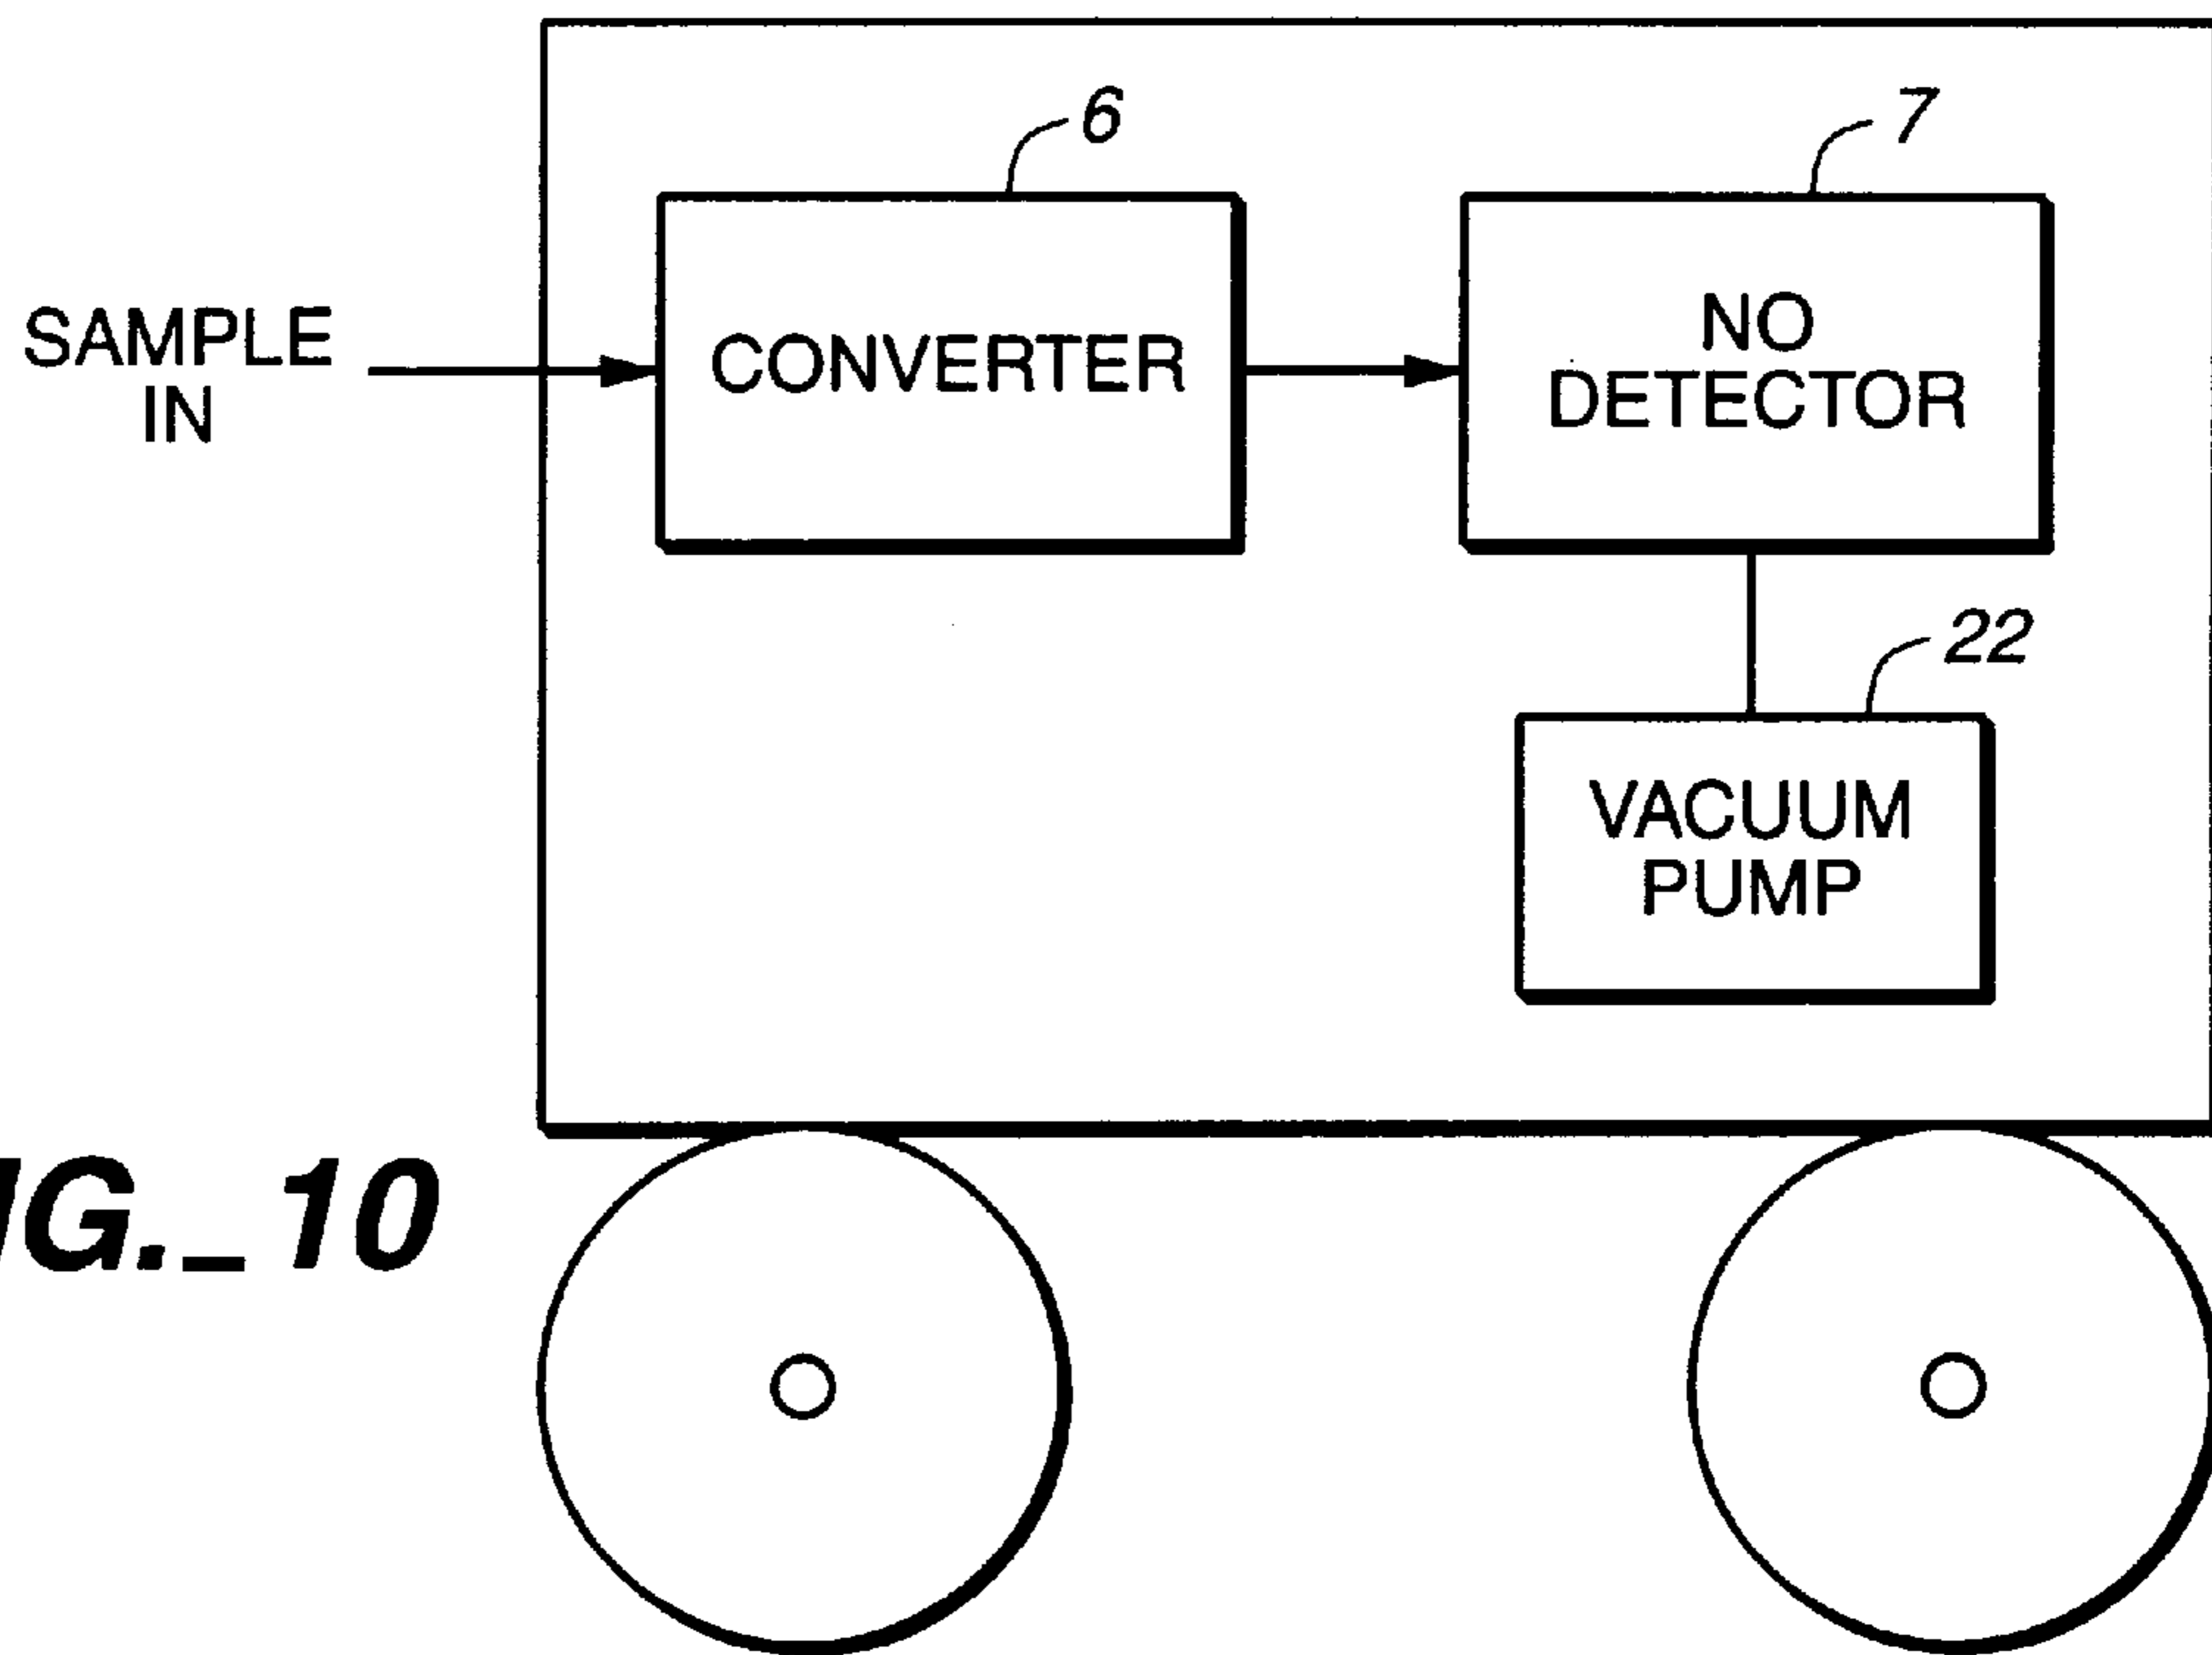 6
7
SAMPLE
IN
CONVERTER
NO
DETECTOR
22
VACUUM
PUMP
IG._10